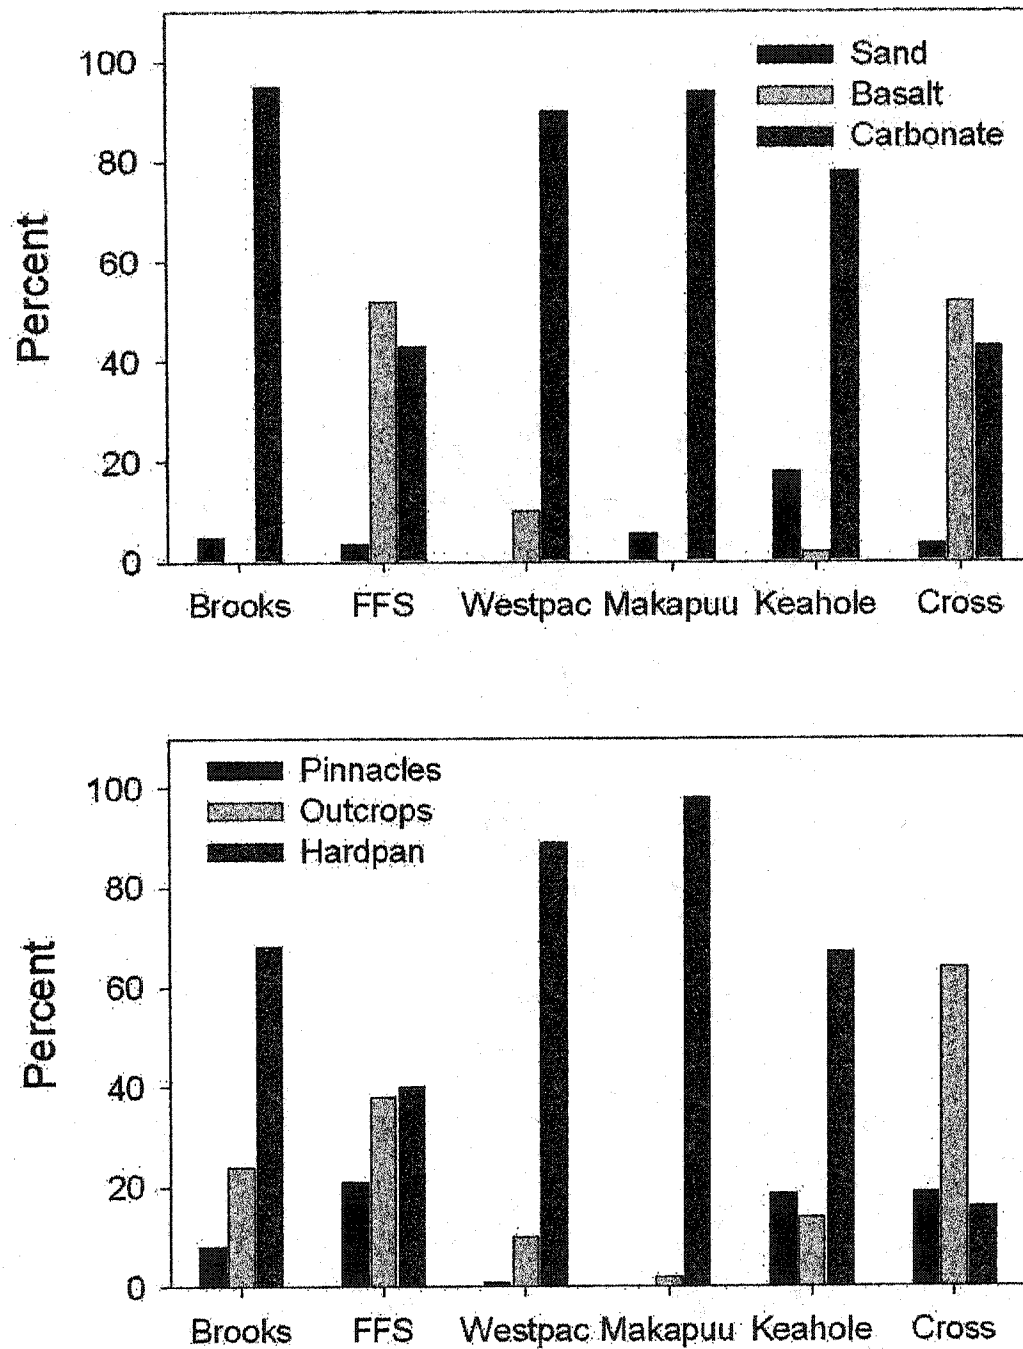 100
80
60
40
20
0
Percent
Sand
Basalt
Carbonate
Brooks FFS Westpac Makapuu Keahole Cross
100
80
60
40
20
0
Percent
Pinnacles
Outcrops
Hardpan
Brooks FFS Westpac Makapuu Keahole Cross